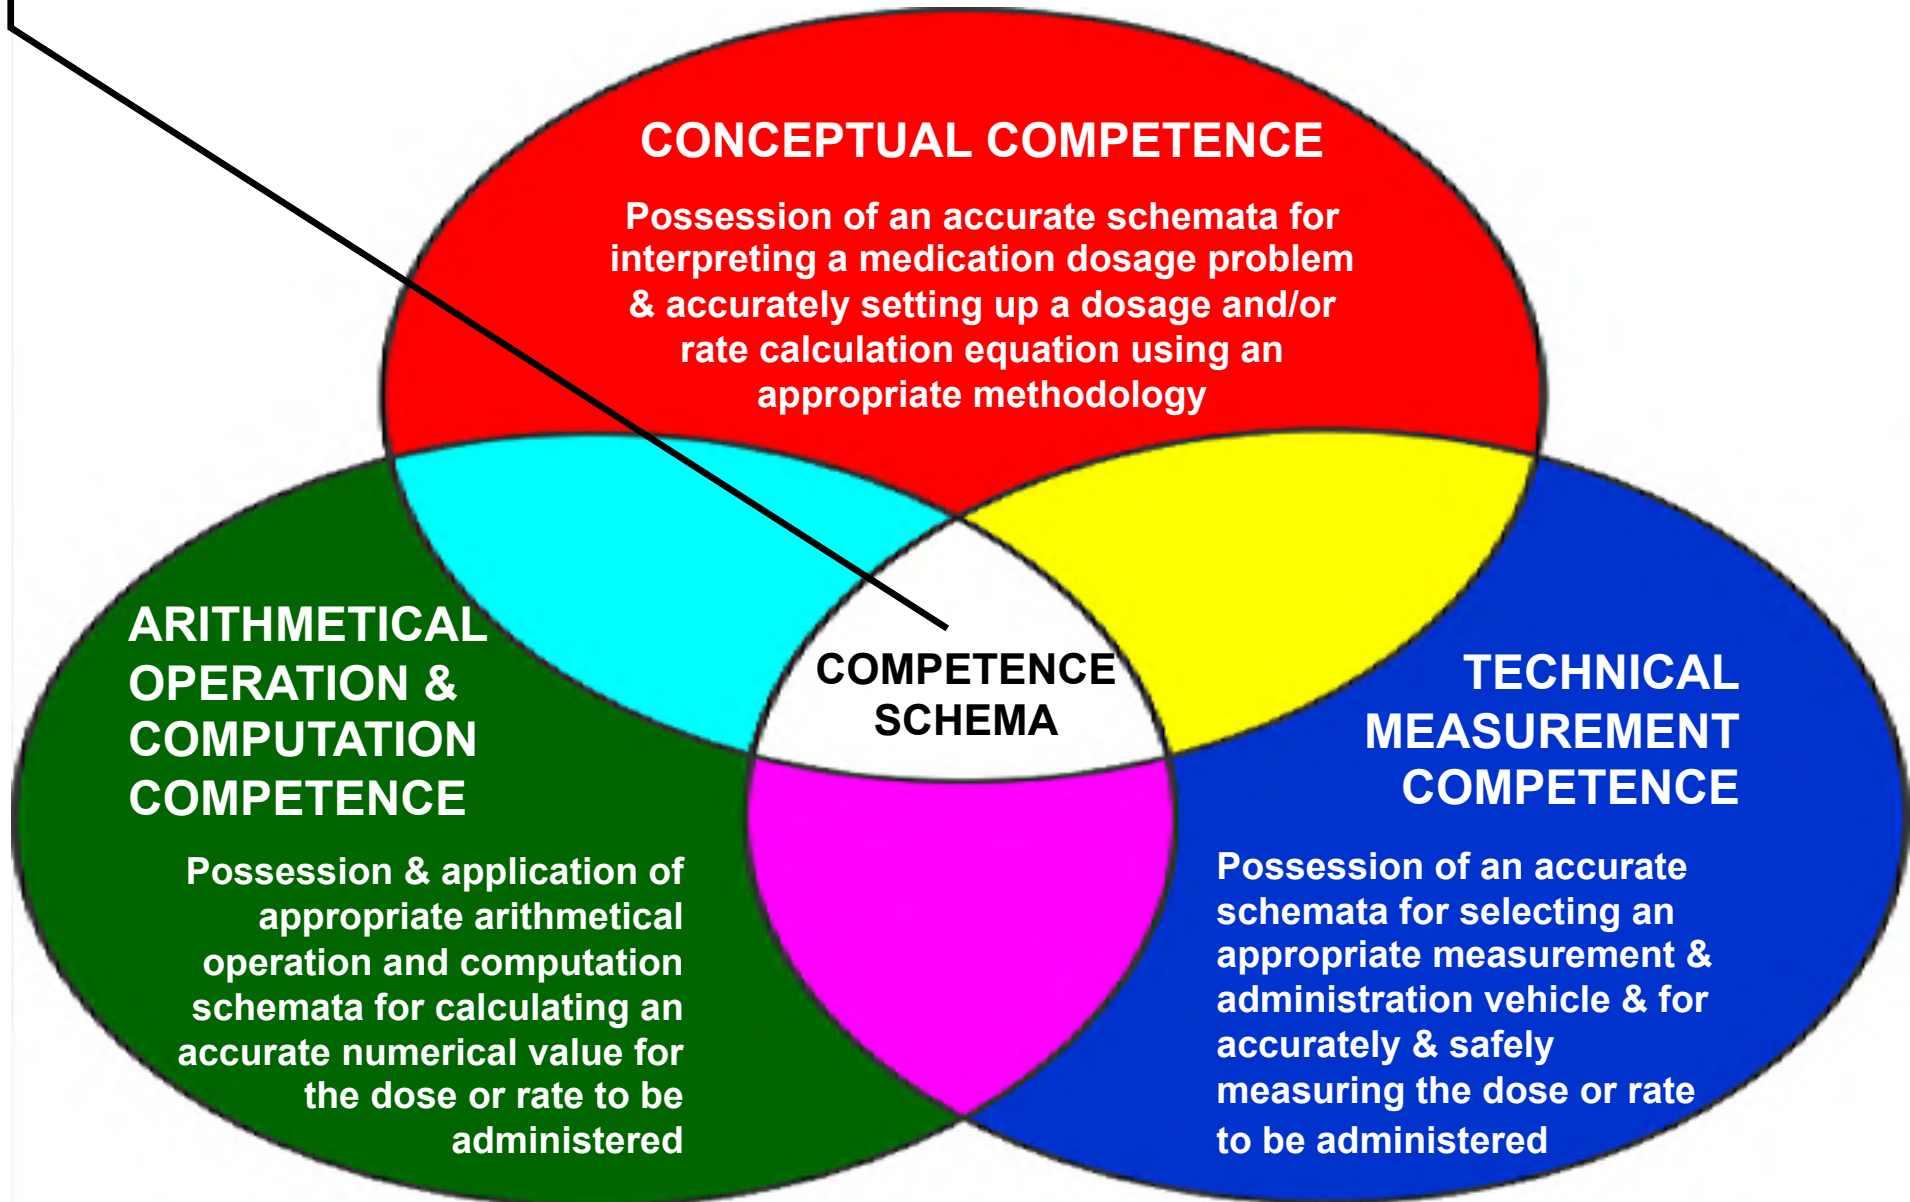 CONCEPTUAL COMPETENCE
Possession of an accurate schemata for
interpreting a medication dosage problem
& accurately setting up a dosage and/or
rate calculation equation using an
appropriate methodology
ARITHMETICAL
OPERATION &
COMPUTATION
COMPETENCE
Possession & application of
appropriate arithmetical
operation and computation
schemata for calculating an
accurate numerical value for
the dose or rate to be
administered
COMPETENCE
SCHEMA
TECHNICAL
MEASUREMENT
COMPETENCE
Possession of an accurate
schemata for selecting an
appropriate measurement &
administration vehicle & for
accurately & safely
measuring the dose or rate
to be administered